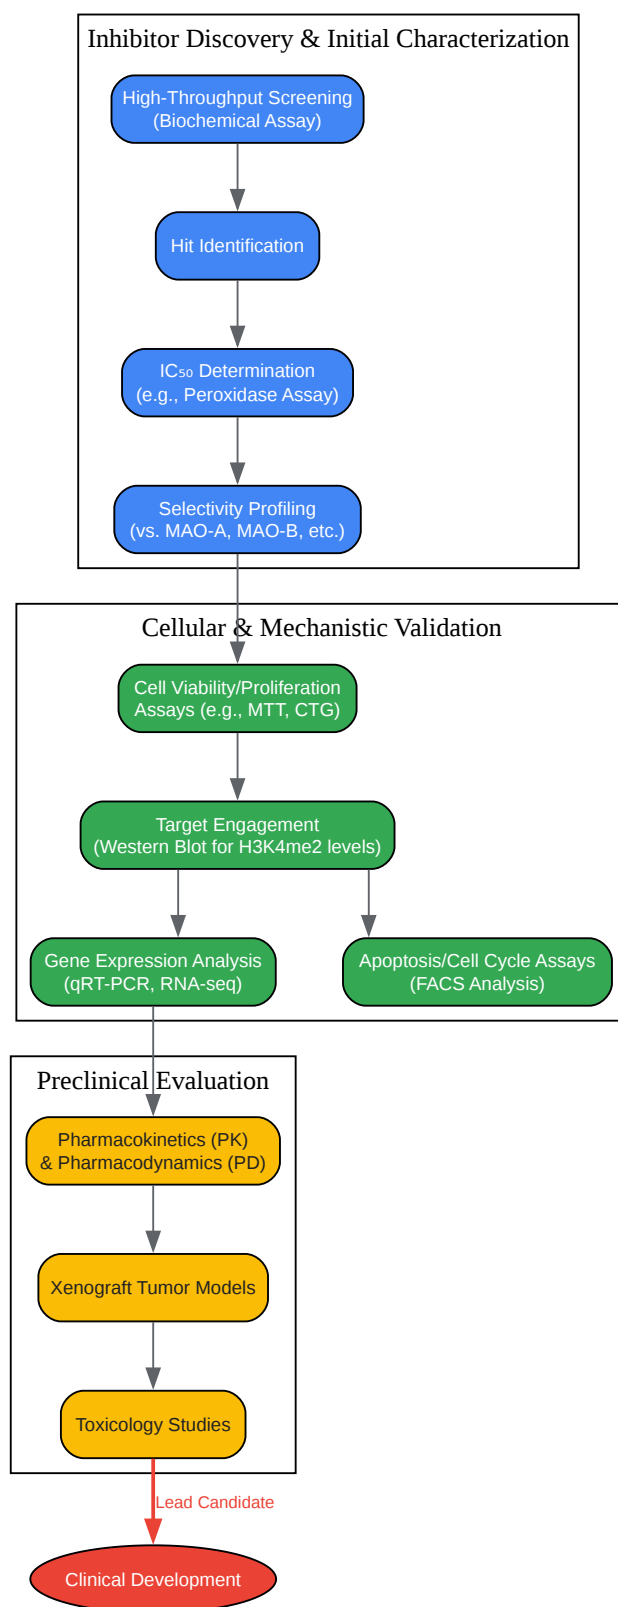 Inhibitor Discovery & Initial Characterization
High-Throughput Screening
(Biochemical Assay)
Hit Identification
IC₅₀ Determination
(e.g., Peroxidase Assay)
Selectivity Profiling
(vs. MAO-A, MAO-B, etc.)
Cellular & Mechanistic Validation
Cell Viability/Proliferation
Assays (e.g., MTT, CTG)
Target Engagement
(Western Blot for H3K4me2 levels)
Gene Expression Analysis
(qRT-PCR, RNA-seq)
Apoptosis/Cell Cycle Assays
(FACS Analysis)
Preclinical Evaluation
Pharmacokinetics (PK)
& Pharmacodynamics (PD)
Xenograft Tumor Models
Toxicology Studies
Lead Candidate
Clinical Development